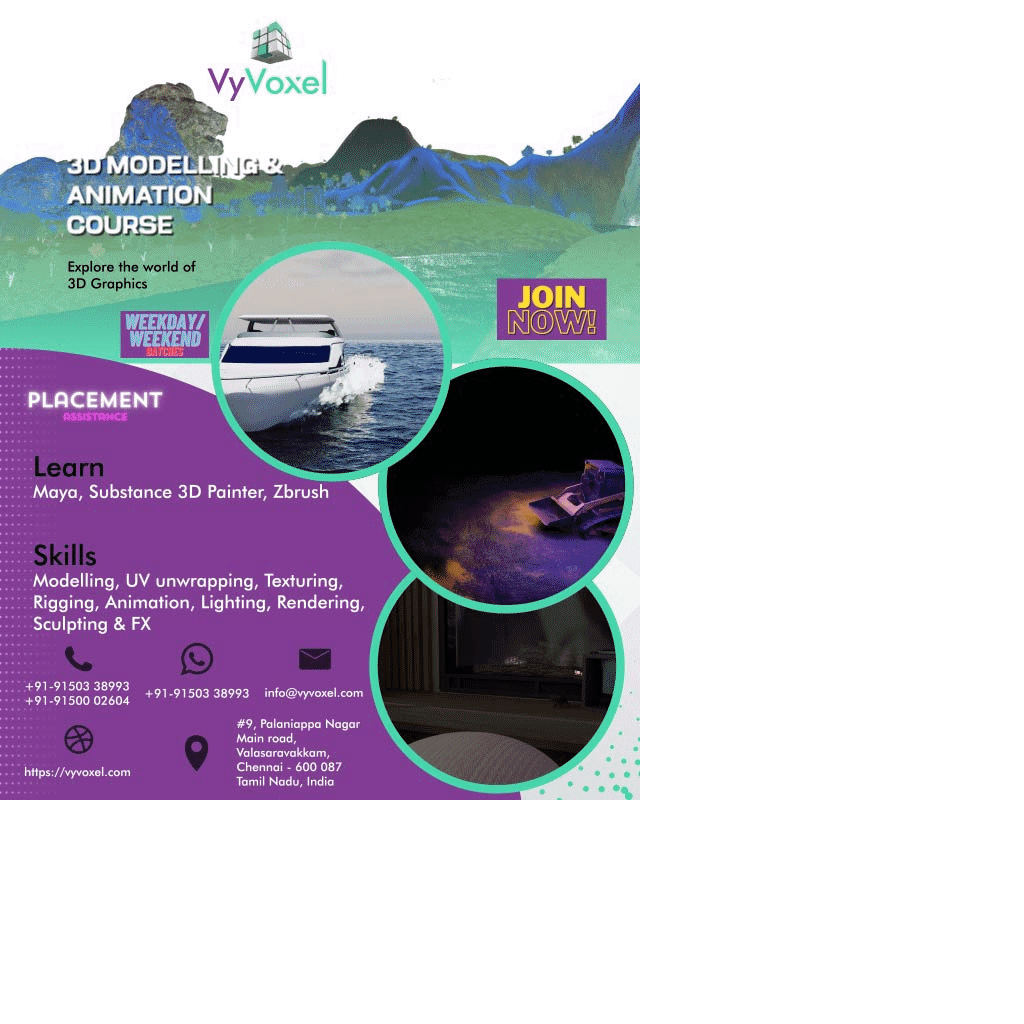 VyVoxel
3D MODELLING &
ANIMATION
COURSE
Explore the world of
3D Graphics
WEEKDAY/
WEEKEND
BATCHES
JOIN
NOW!
PLACEMENT
ASSISTANCE
Learn
Maya, Substance 3D Painter, Zbrush
Skills
Modelling, UV unwrapping, Texturing,
Rigging, Animation, Lighting, Rendering,
Sculpting & FX
+91-91503 38993
+91-91500 02604
+91-91503 38993
info@vyvoxel.com
https://vyvoxel.com
#9, Palaniappa Nagar
Main road,
Valasaravakkam,
Chennai - 600 087
Tamil Nadu, India